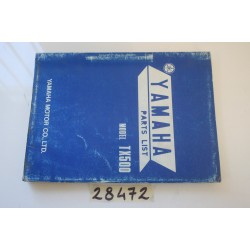 YAMAHA
PARTS LIST
MODEL TX500
YAMAHA MOTOR CO., LTD.
28472